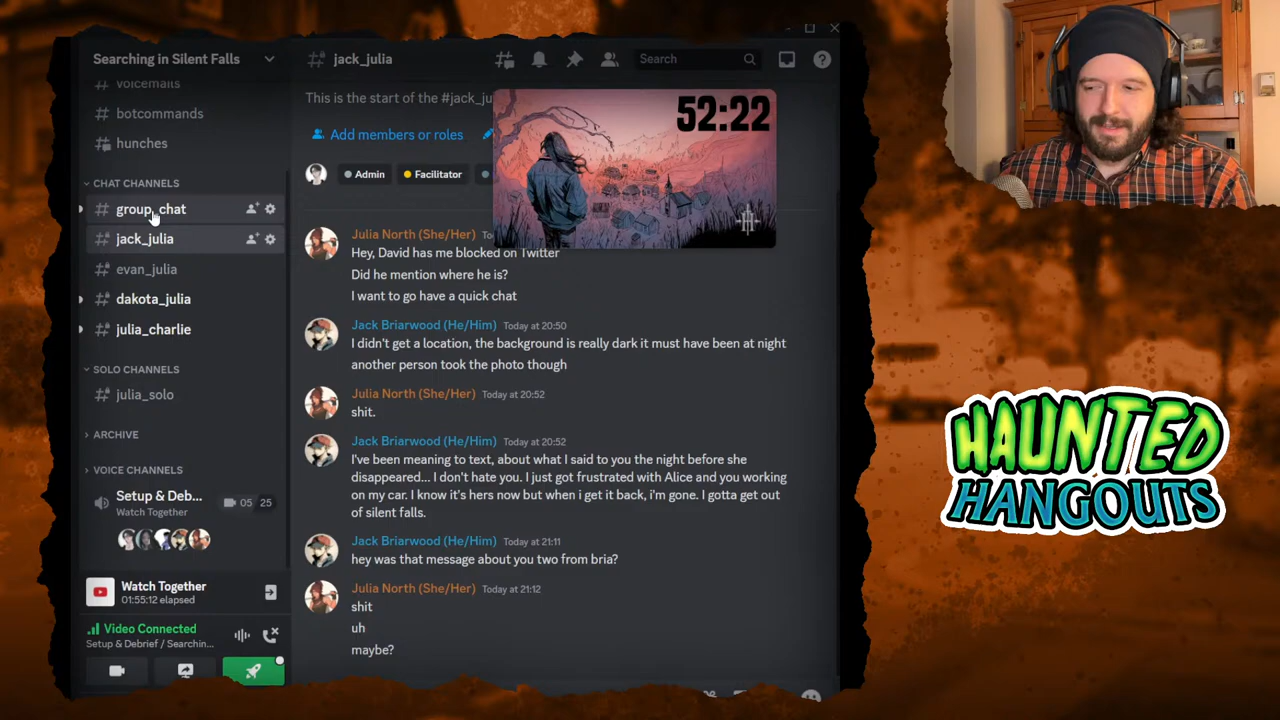 Searching in Silent Falls
voicemails
botcommands
hunches
CHAT CHANNELS
group_chat
jack_julia
evan_julia
dakota_julia
julia_charlie
SOLO CHANNELS
julia_solo
ARCHIVE
VOICE CHANNELS
Setup & Deb...
Watch Together
05 25
Watch Together
01:55:12 elapsed
Video Connected
Setup & Debrief / Searchin...
jack_julia
Search
This is the start of the #jack_ju
Add members or roles
Admin
Facilitator
52:22
Julia North (She/Her)
Hey, David has me blocked on Twitter
Did he mention where he is?
I want to go have a quick chat
Jack Briarwood (He/Him) Today at 20:50
I didn't get a location, the background is really dark it must have been at night
another person took the photo though
Julia North (She/Her) Today at 20:52
shit.
Jack Briarwood (He/Him) Today at 20:52
I've been meaning to text, about what I said to you the night before she
disappeared... I don't hate you. I just got frustrated with Alice and you working
on my car. I know it's hers now but when i get it back, i'm gone. I gotta get out
of silent falls.
Jack Briarwood (He/Him) Today at 21:11
hey was that message about you two from bria?
Julia North (She/Her) Today at 21:12
shit
uh
maybe?
HAUNTED
HANGOUTS